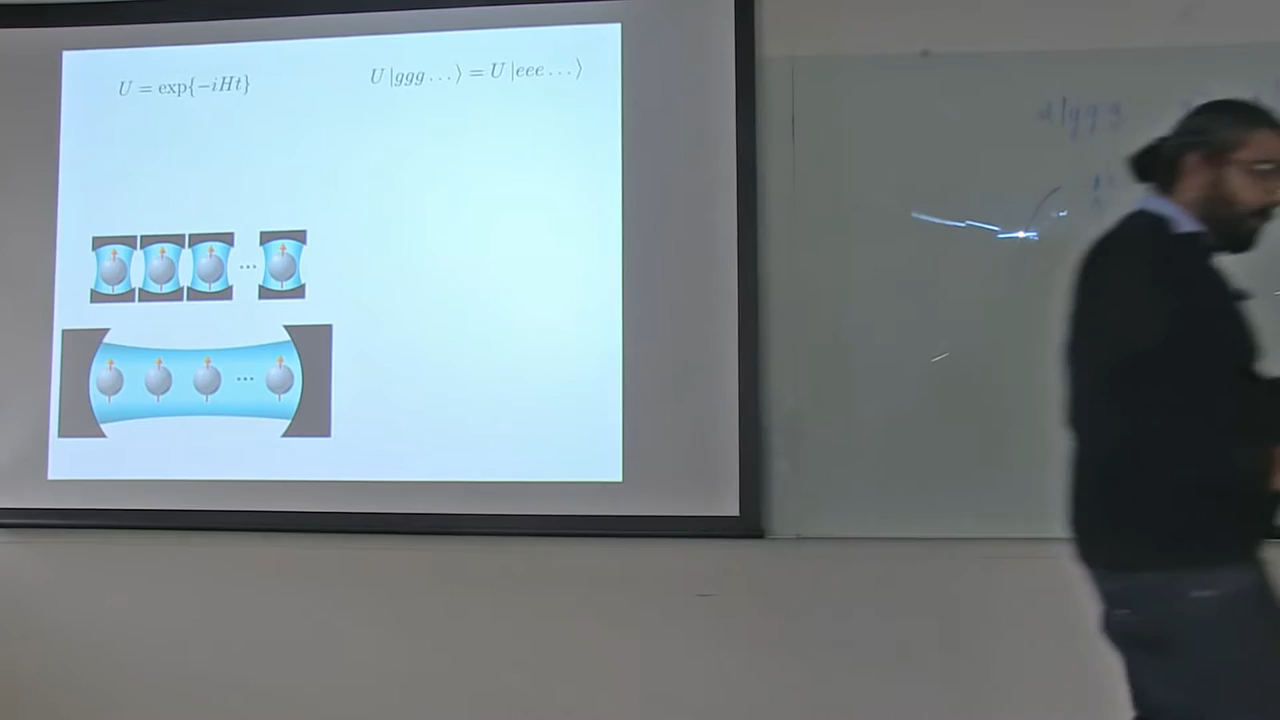 U = exp{−iHt}
U |ggg...⟩ = U |eee...⟩
...
...